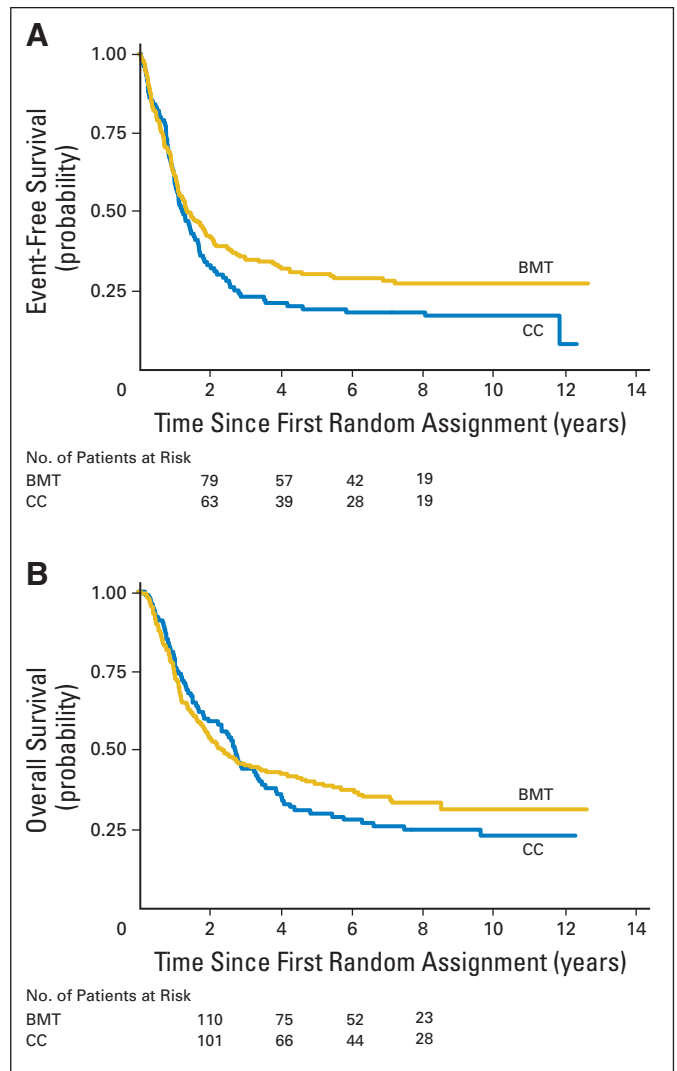 A
1.00
0.75
0.50
0.25
0 2 4 6 8 10 12 14
Event-Free Survival
(probability)
BMT
CC
Time Since First Random Assignment (years)
No. of Patients at Risk
BMT 79 57 42 19
CC 63 39 28 19
B
1.00
0.75
0.50
0.25
0 2 4 6 8 10 12 14
Overall Survival
(probability)
BMT
CC
Time Since First Random Assignment (years)
No. of Patients at Risk
BMT 110 75 52 23
CC 101 66 44 28